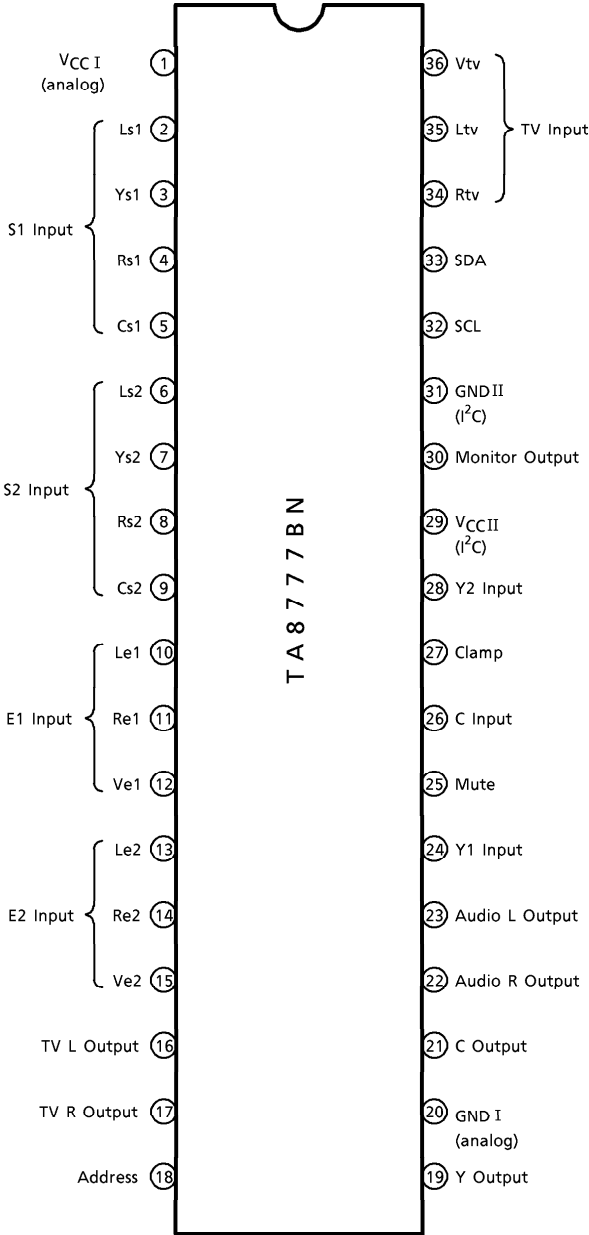 VCC I 1
(analog)
S1 Input
Ls1 2
Ys1 3
Rs1 4
Cs1 5
S2 Input
Ls2 6
Ys2 7
Rs2 8
Cs2 9
E1 Input
Le1 10
Re1 11
Ve1 12
E2 Input
Le2 13
Re2 14
Ve2 15
TV L Output 16
TV R Output 17
Address 18
TA8777BN
36 Vtv
35 Ltv
34 Rtv
TV Input
33 SDA
32 SCL
31 GND II
(I²C)
30 Monitor Output
29 VCC II
(I²C)
28 Y2 Input
27 Clamp
26 C Input
25 Mute
24 Y1 Input
23 Audio L Output
22 Audio R Output
21 C Output
20 GND I
(analog)
19 Y Output